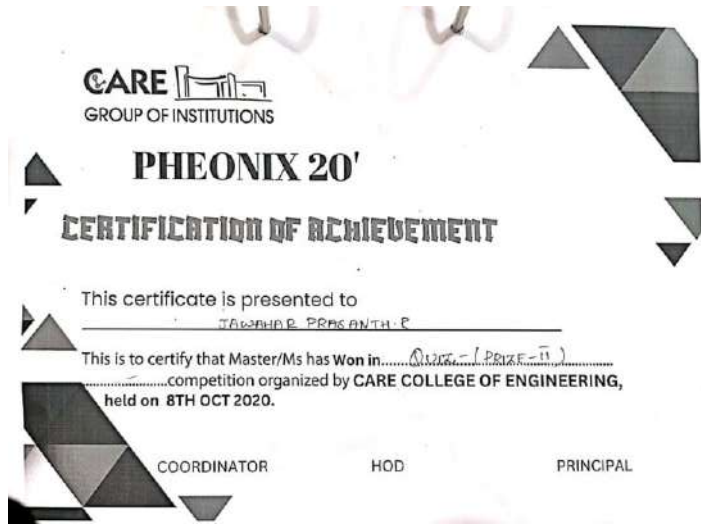 CARE
GROUP OF INSTITUTIONS
PHEONIX 20'
CERTIFICATION OF ACHIEVEMENT
This certificate is presented to
JAWAHAR PRASANTH.P
This is to certify that Master/Ms has Won in......QUIZ-(PRIZE-II)......
......-......competition organized by CARE COLLEGE OF ENGINEERING,
held on 8TH OCT 2020.
COORDINATOR HOD PRINCIPAL